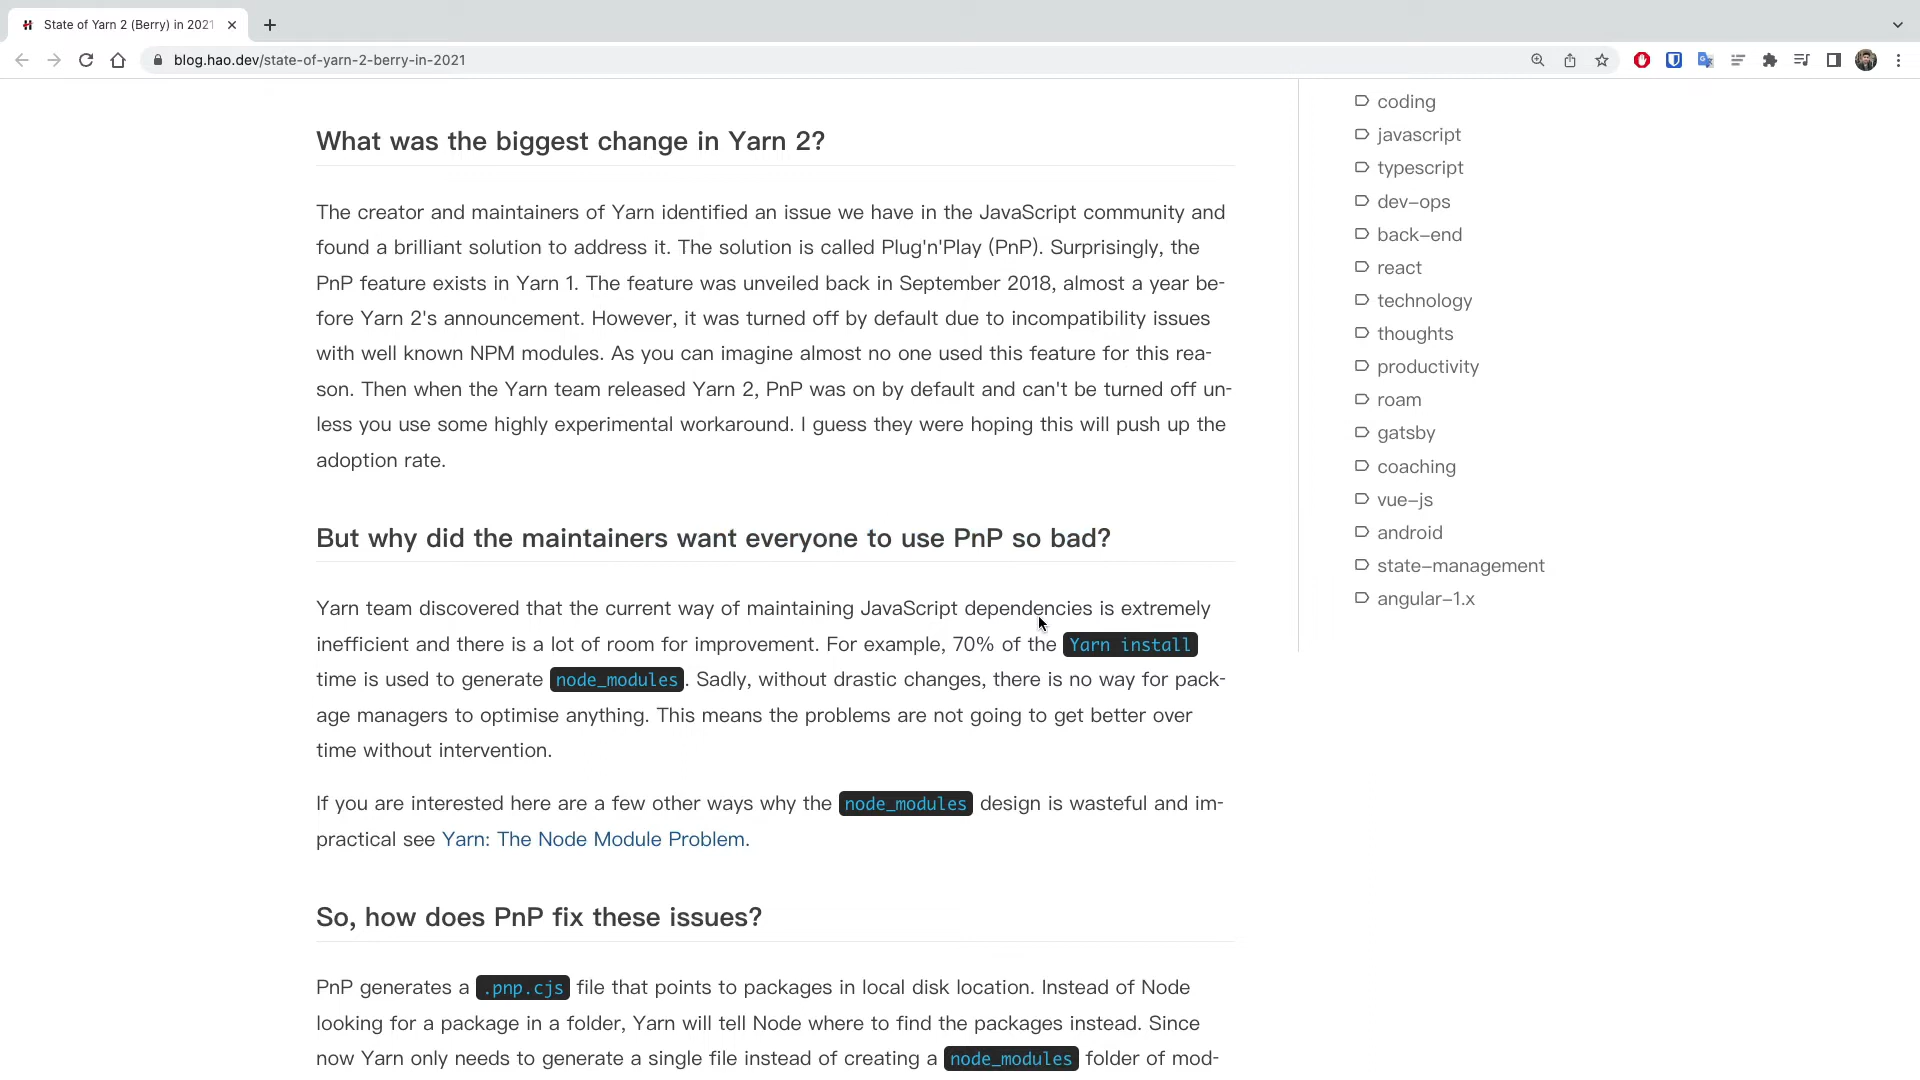 State of Yarn 2 (Berry) in 2021
blog.hao.dev/state-of-yarn-2-berry-in-2021
What was the biggest change in Yarn 2?
The creator and maintainers of Yarn identified an issue we have in the JavaScript community and
found a brilliant solution to address it. The solution is called Plug'n'Play (PnP). Surprisingly, the
PnP feature exists in Yarn 1. The feature was unveiled back in September 2018, almost a year be-
fore Yarn 2's announcement. However, it was turned off by default due to incompatibility issues
with well known NPM modules. As you can imagine almost no one used this feature for this rea-
son. Then when the Yarn team released Yarn 2, PnP was on by default and can't be turned off un-
less you use some highly experimental workaround. I guess they were hoping this will push up the
adoption rate.
But why did the maintainers want everyone to use PnP so bad?
Yarn team discovered that the current way of maintaining JavaScript dependencies is extremely
inefficient and there is a lot of room for improvement. For example, 70% of the Yarn install
time is used to generate node_modules. Sadly, without drastic changes, there is no way for pack-
age managers to optimise anything. This means the problems are not going to get better over
time without intervention.
If you are interested here are a few other ways why the node_modules design is wasteful and im-
practical see Yarn: The Node Module Problem.
So, how does PnP fix these issues?
PnP generates a .pnp.cjs file that points to packages in local disk location. Instead of Node
looking for a package in a folder, Yarn will tell Node where to find the packages instead. Since
now Yarn only needs to generate a single file instead of creating a node_modules folder of mod-
coding
javascript
typescript
dev-ops
back-end
react
technology
thoughts
productivity
roam
gatsby
coaching
vue-js
android
state-management
angular-1.x